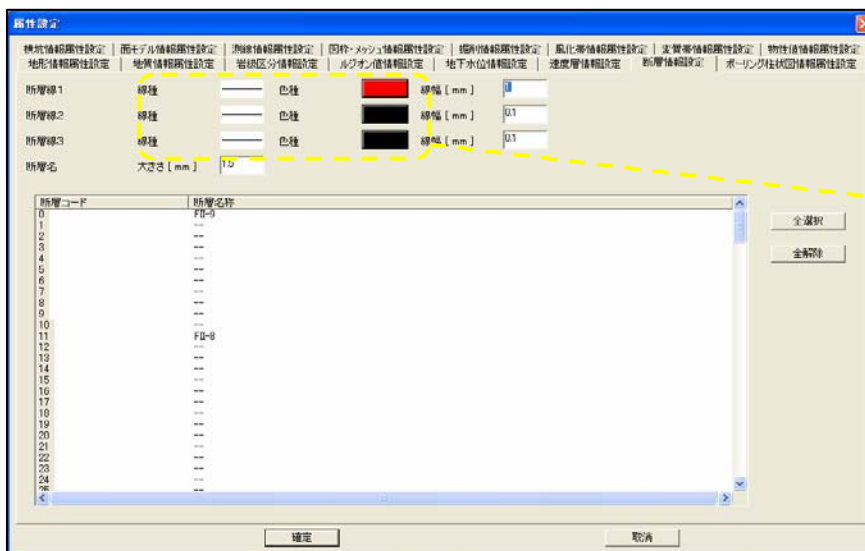 属性設定
横坑情報属性設定 面モデル情報属性設定 測線情報属性設定 図枠・メッシュ情報属性設定 掘削情報属性設定 風化帯情報属性設定 変質帯情報属性設定 物性値情報属性設定
地形情報属性設定 地質情報属性設定 岩級区分情報設定 ルジオン値情報設定 地下水位情報設定 速度層情報設定 断層情報設定 ボーリング柱状図情報属性設定
断層線1 線種 色種 線幅 [ mm ] 1
断層線2 線種 色種 線幅 [ mm ] 0.1
断層線3 線種 色種 線幅 [ mm ] 0.1
断層名 大きさ [ mm ] 1.5
断層コード 断層名称
0 FⅡ-9
1 --
2 --
3 --
4 --
5 --
6 --
7 --
8 --
9 --
10 --
11 FⅡ-8
12 --
13 --
14 --
15 --
16 --
17 --
18 --
19 --
20 --
21 --
22 --
23 --
24 --
25 --
全選択
全解除
確定 取消